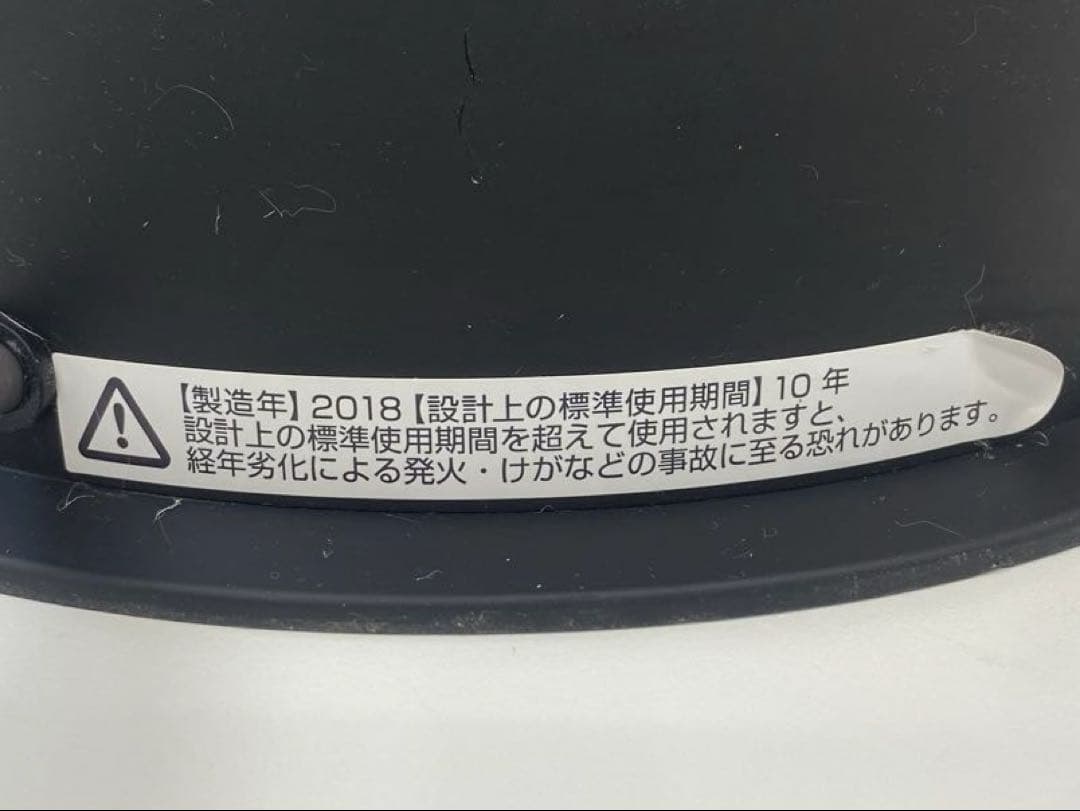 【製造年】2018【設計上の標準使用期間】10 年
設計上の標準使用期間を超えて使用されますと、
経年劣化による発火・けがなどの事故に至る恐れがあります。